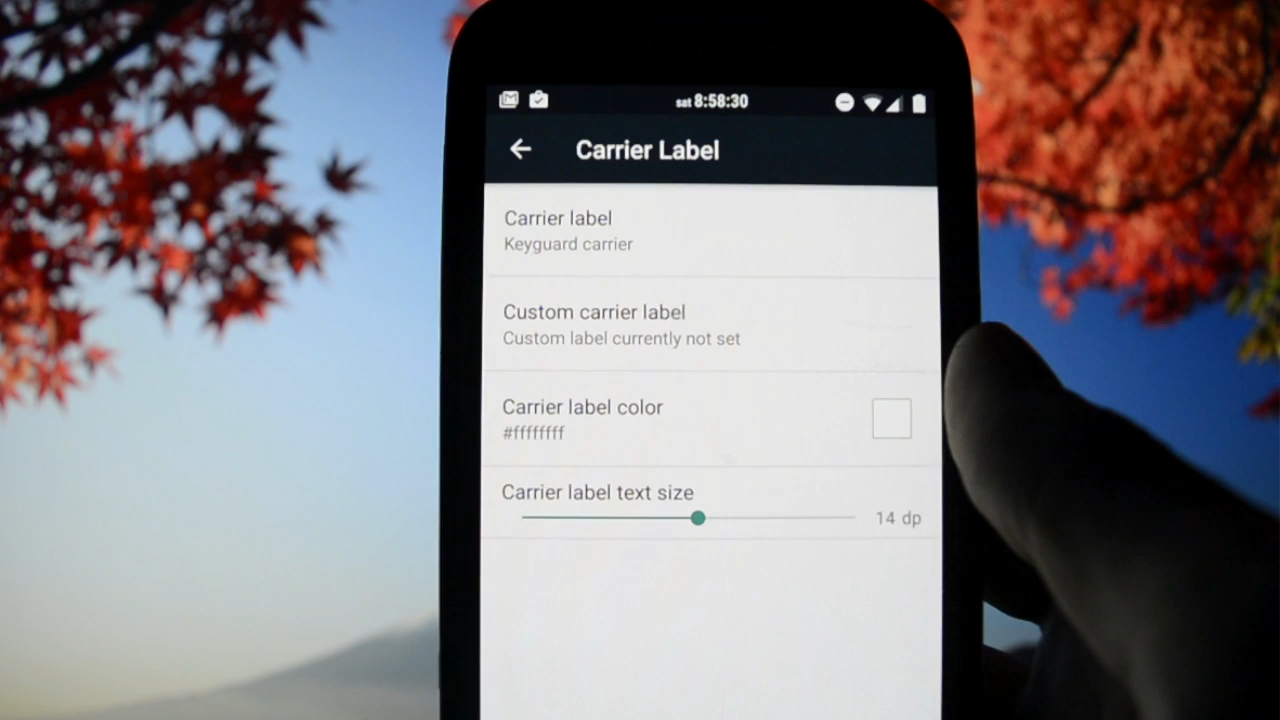 sat 8:58:30
Carrier Label
Carrier label
Keyguard carrier
Custom carrier label
Custom label currently not set
Carrier label color
#ffffffff
Carrier label text size
14 dp